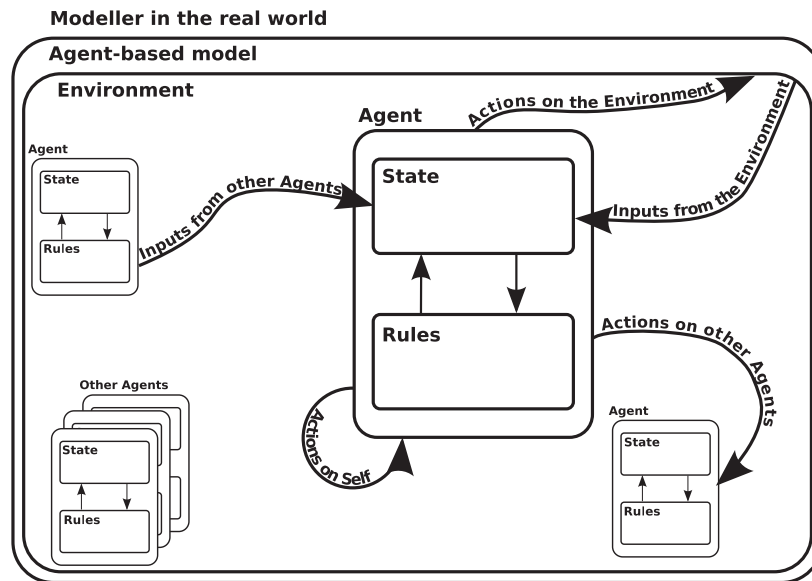 Modeller in the real world
Agent-based model
Environment
Agent
State
Rules
Inputs from other Agents
Agent
State
Rules
Actions on the Environment
Inputs from the Environment
Actions on other Agents
Actions on Self
Other Agents
State
Rules
Agent
State
Rules